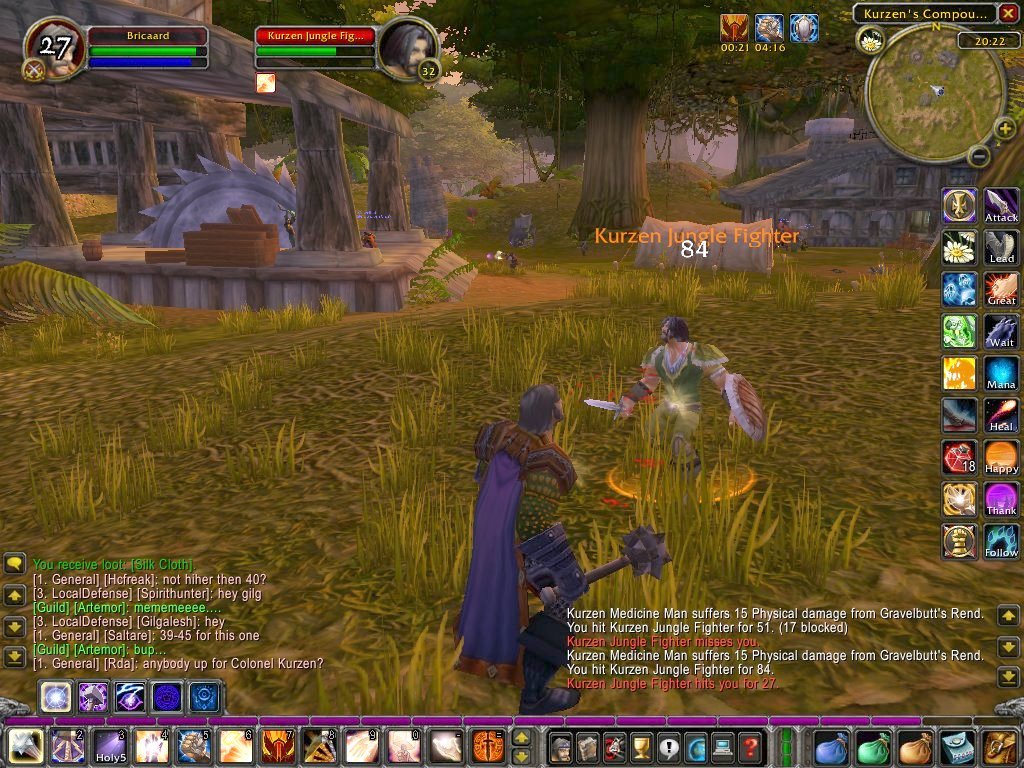 Kurzen's Compou...
N
20:22
27
Bricaard
Kurzen Jungle Fig...
32
00:21 04:16
Attack
Lead
Great
Wait
Mana
Heal
18
Happy
Thank
Follow
Kurzen Jungle Fighter
84
You receive loot: [Silk Cloth].
[1. General] [Hcfreak]: not hiher then 40?
[3. LocalDefense] [Spirithunter]: hey gilg
[Guild] [Artemor]: mememeeee....
[3. LocalDefense] [Gilgalesh]: hey
[1. General] [Saltare]: 39-45 for this one
[Guild] [Artemor]: bup...
[1. General] [Rda]: anybody up for Colonel Kurzen?
Kurzen Medicine Man suffers 15 Physical damage from Gravelbutt's Rend.
You hit Kurzen Jungle Fighter for 51. (17 blocked)
Kurzen Jungle Fighter misses you.
Kurzen Medicine Man suffers 15 Physical damage from Gravelbutt's Rend.
You hit Kurzen Jungle Fighter for 84.
Kurzen Jungle Fighter hits you for 27.
2 3 4 5 6 7 8 9 0 - =
Holy5